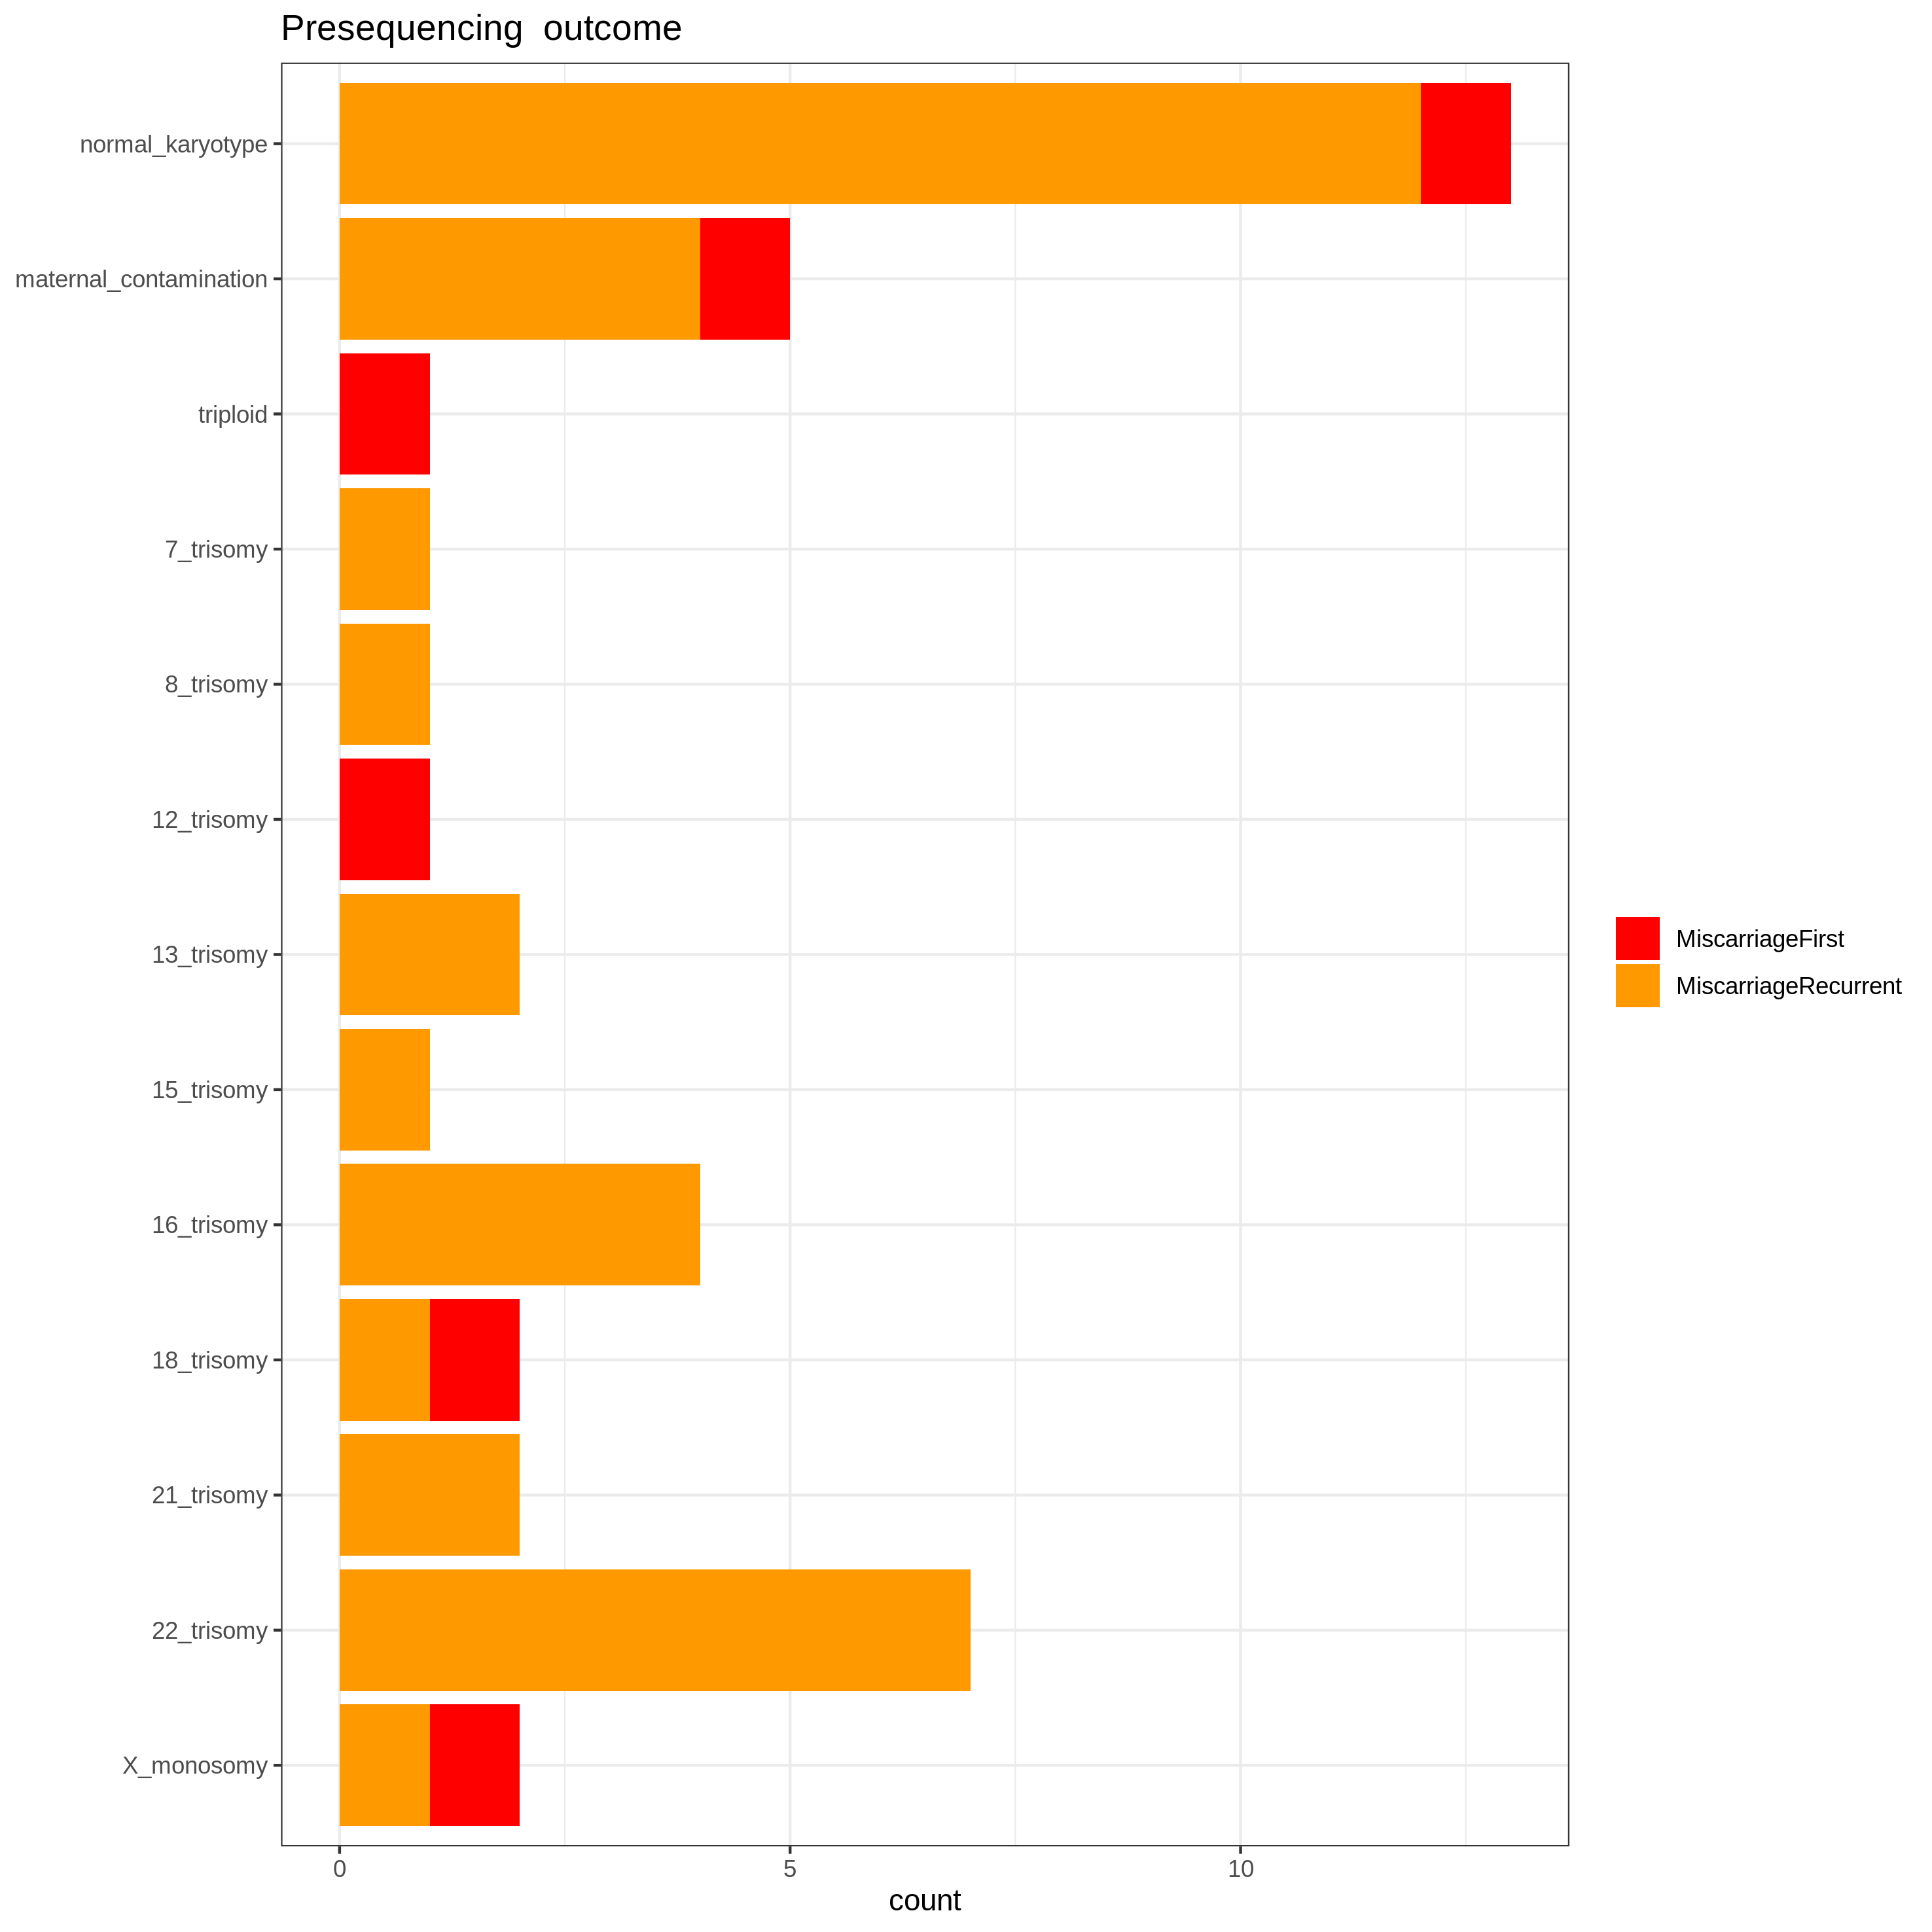 Presequencing  outcome
normal_karyotype
maternal_contamination
triploid
7_trisomy
8_trisomy
12_trisomy
13_trisomy
15_trisomy
16_trisomy
18_trisomy
21_trisomy
22_trisomy
X_monosomy
0 5 10
count
MiscarriageFirst
MiscarriageRecurrent